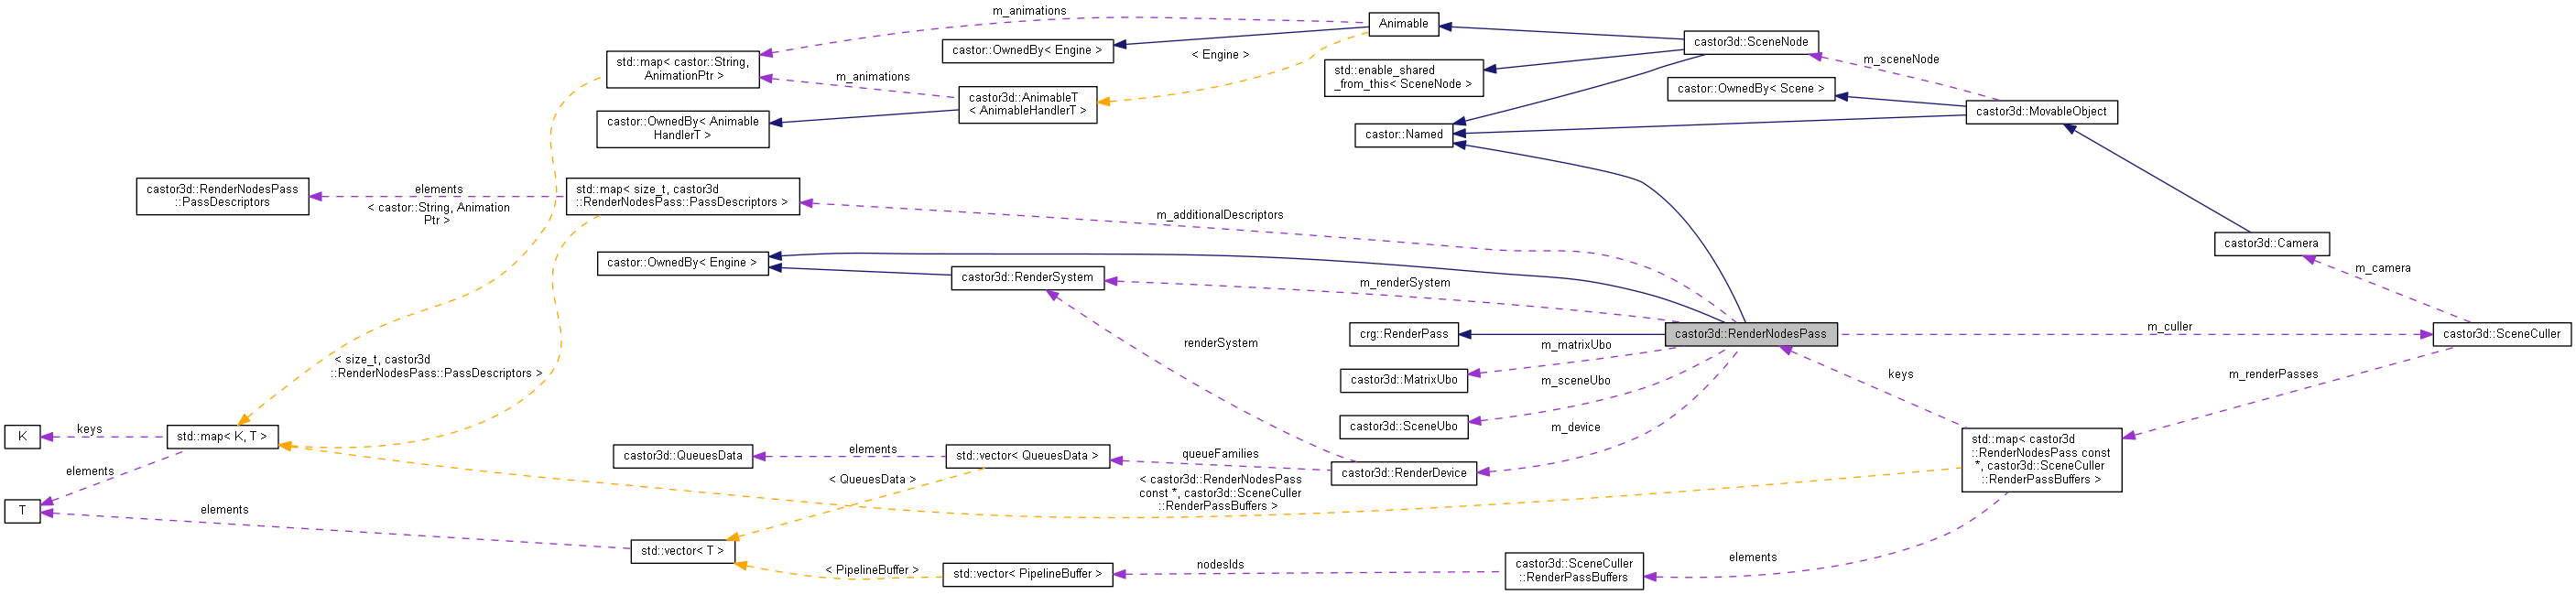 m_animations
Animable
castor3d::SceneNode
castor::OwnedBy< Engine >
< Engine >
std::map< castor::String,
AnimationPtr >
m_animations
std::enable_shared
_from_this< SceneNode >
m_sceneNode
castor::OwnedBy< Scene >
castor3d::AnimableT
< AnimableHandlerT >
castor3d::MovableObject
castor::OwnedBy< Animable
HandlerT >
castor::Named
castor3d::RenderNodesPass
::PassDescriptors
elements
< castor::String, Animation
Ptr >
std::map< size_t, castor3d
::RenderNodesPass::PassDescriptors >
m_additionalDescriptors
castor3d::Camera
castor::OwnedBy< Engine >
castor3d::RenderSystem
m_renderSystem
m_camera
crg::RenderPass
castor3d::RenderNodesPass
m_culler
castor3d::SceneCuller
renderSystem
m_matrixUbo
< size_t, castor3d
::RenderNodesPass::PassDescriptors >
castor3d::MatrixUbo
m_sceneUbo
keys
m_renderPasses
K
keys
std::map< K, T >
castor3d::SceneUbo
m_device
castor3d::QueuesData
elements
std::vector< QueuesData >
queueFamilies
castor3d::RenderDevice
std::map< castor3d
::RenderNodesPass const
*, castor3d::SceneCuller
::RenderPassBuffers >
elements
< QueuesData >
< castor3d::RenderNodesPass
const *, castor3d::SceneCuller
::RenderPassBuffers >
T
elements
std::vector< T >
< PipelineBuffer >
std::vector< PipelineBuffer >
nodesIds
castor3d::SceneCuller
::RenderPassBuffers
elements